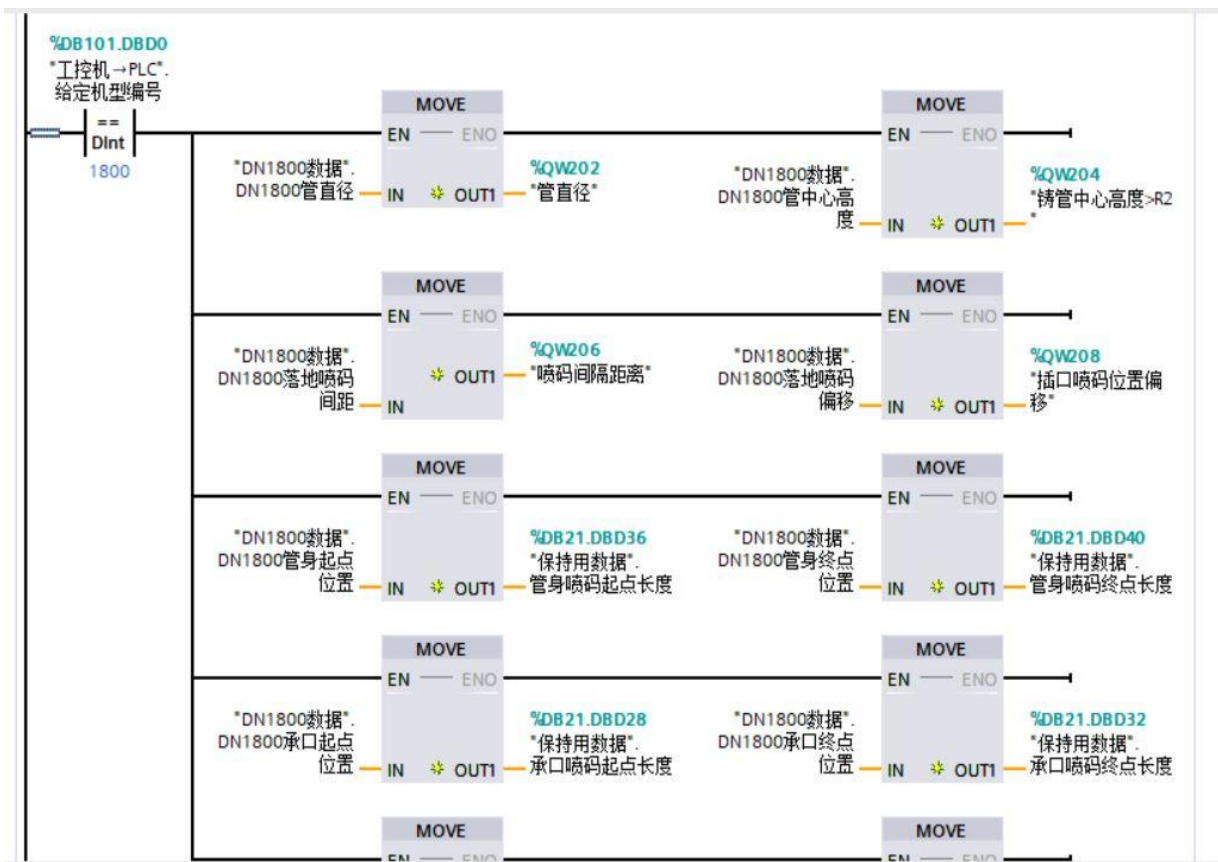 %DB101.DBD0
"工控机→PLC".
给定机型编号
==
DInt
1800
MOVE
MOVE
EN ENO
EN ENO
"DN1800数据".
DN1800管直径
IN OUT1
%QW202
"管直径"
"DN1800数据".
DN1800管中心高
度
IN OUT1
%QW204
"铸管中心高度>R2
"
MOVE
MOVE
EN ENO
EN ENO
"DN1800数据".
DN1800落地喷码
间距
OUT1
IN
%QW206
"喷码间隔距离"
"DN1800数据".
DN1800落地喷码
偏移
IN OUT1
%QW208
"插口喷码位置偏
移"
MOVE
MOVE
EN ENO
EN ENO
"DN1800数据".
DN1800管身起点
位置
IN OUT1
%DB21.DBD36
"保持用数据".
管身喷码起点长度
"DN1800数据".
DN1800管身终点
位置
IN OUT1
%DB21.DBD40
"保持用数据".
管身喷码终点长度
MOVE
MOVE
EN ENO
EN ENO
"DN1800数据".
DN1800承口起点
位置
IN OUT1
%DB21.DBD28
"保持用数据".
承口喷码起点长度
"DN1800数据".
DN1800承口终点
位置
IN OUT1
%DB21.DBD32
"保持用数据".
承口喷码终点长度
MOVE
MOVE
EN ENO
EN ENO